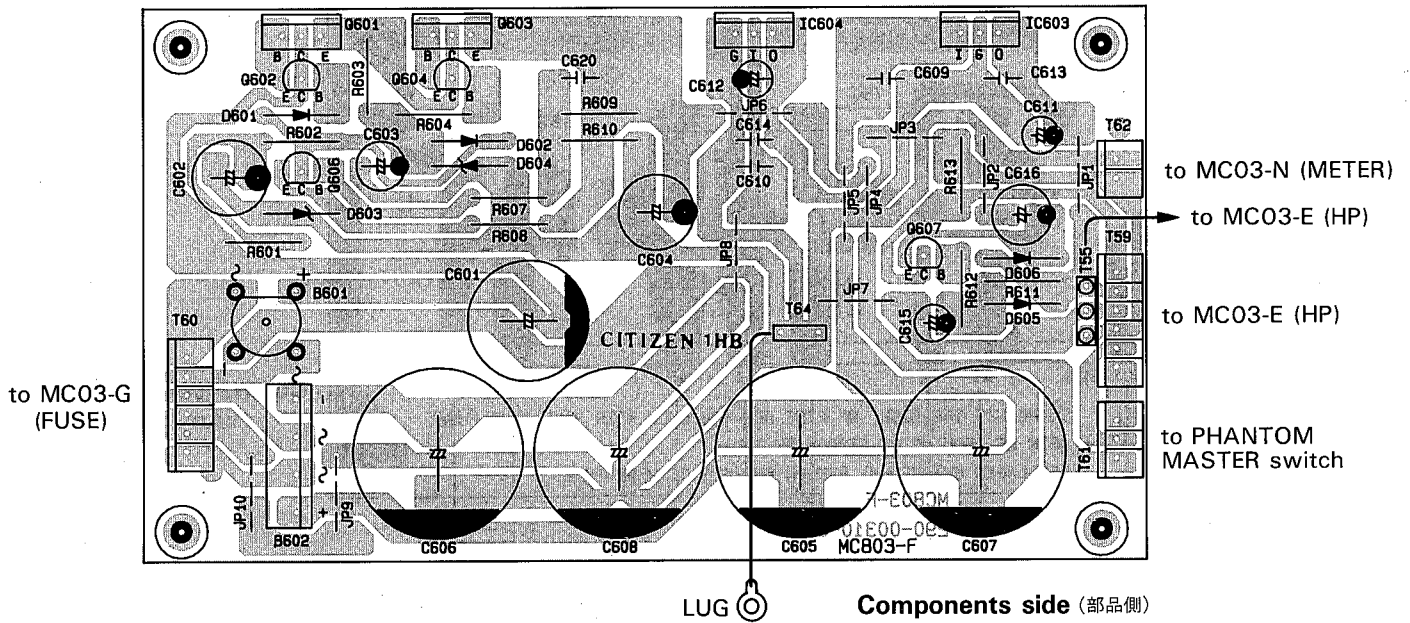 Q601
Q603
IC604
IC603
B C E
B C E
G I O
I G O
Q602
R603
Q604
C620
C612
C609
C613
E C B
E C B
D601
R604
R609
JP6
C611
T62
R602
C603
D602
R610
C614
JP3
C602
Q606
D604
C610
R613
JP2
C616
JP1
to MC03-N (METER)
E C B
D603
R607
JP5
JP4
to MC03-E (HP)
R601
R608
C604
JP8
Q607
T55
T59
E C B
R612
D606
~
+
B601
C601
JP7
R611
T60
T64
C615
D605
to MC03-E (HP)
CITIZEN 1HB
-
~
to MC03-G
(FUSE)
-
~
~
+
to PHANTOM
MASTER switch
T61
JP10
JP9
B602
MC803-F
E90-00310
C606
C608
C605
MC803-F
C607
LUG
Components side (部品側)